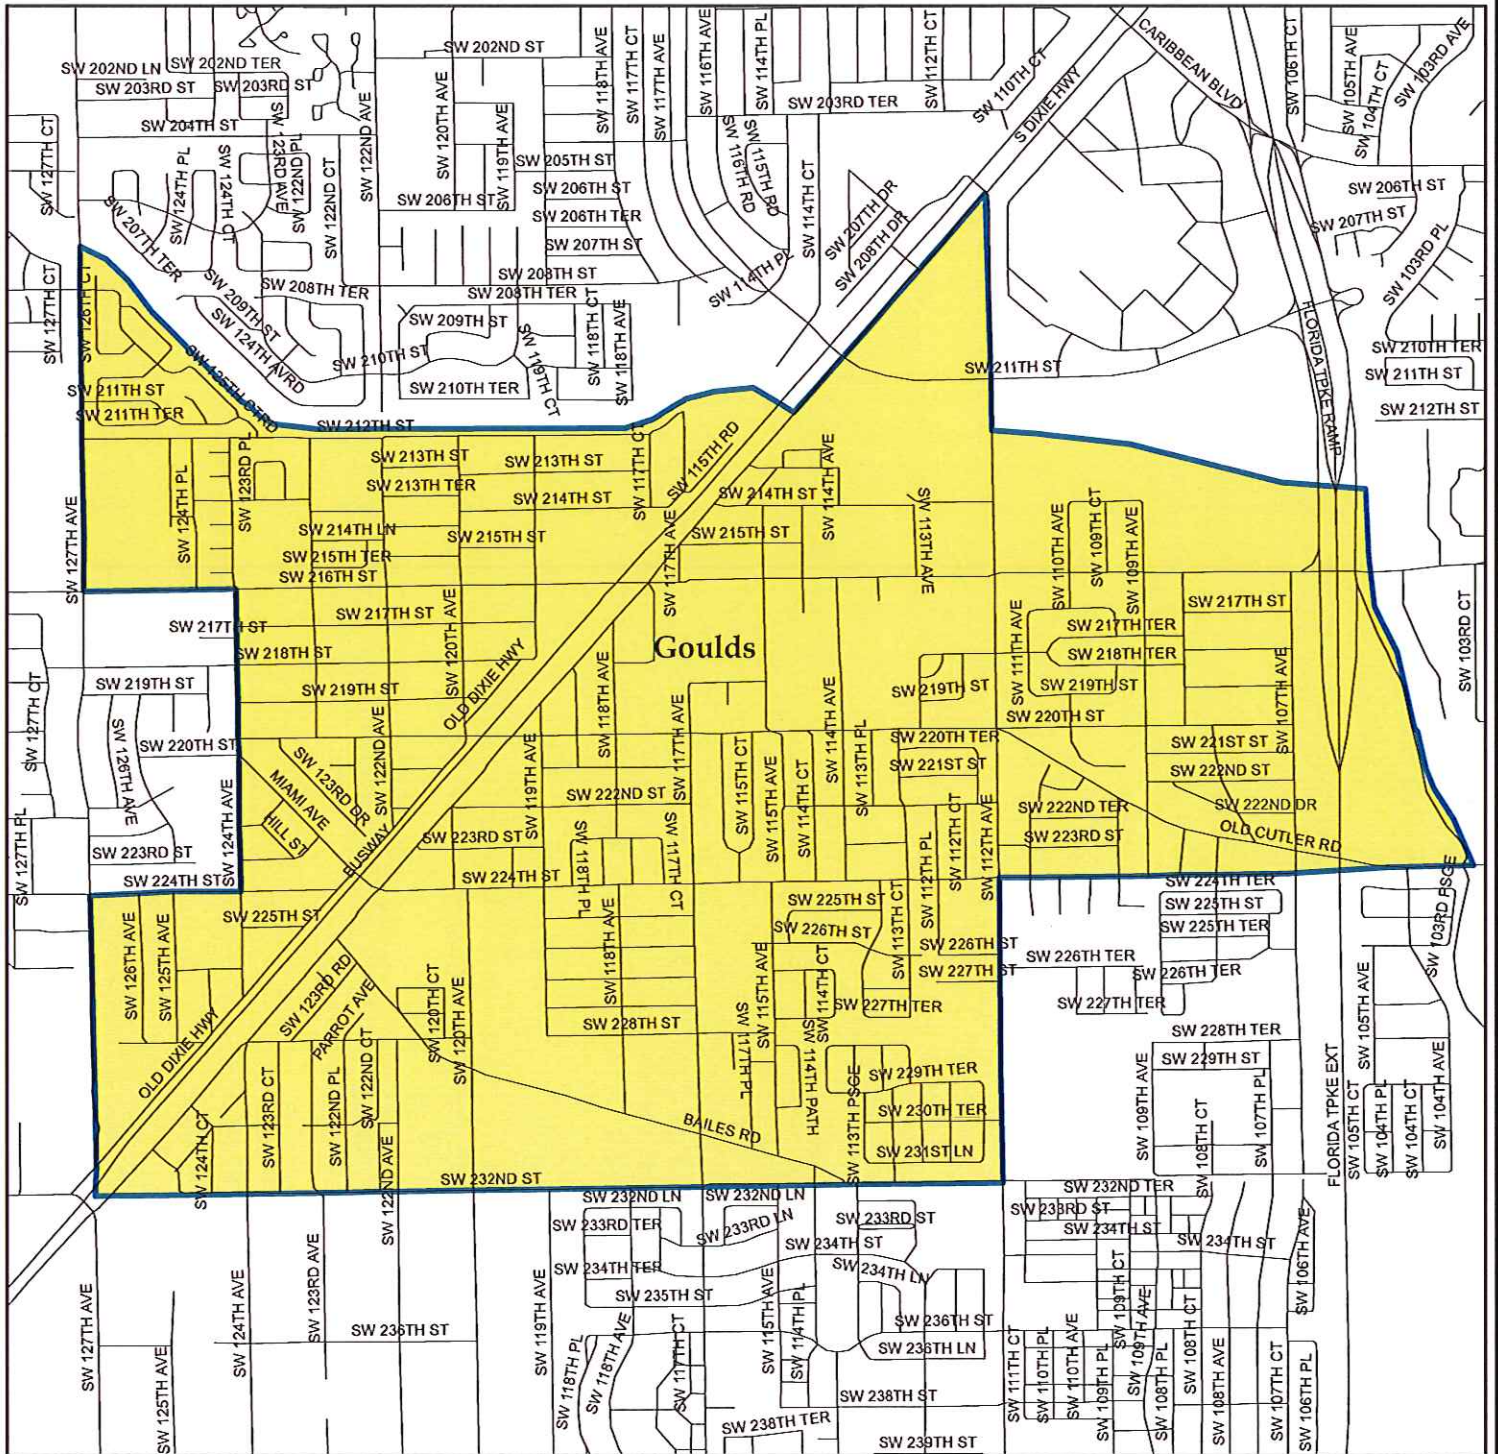 SW 202ND ST
SW 202ND LN
SW 202ND TER
SW 203RD ST
SW 203RD ST
SW 204TH ST
SW 127TH CT
SW 124TH PL
SW 124TH CT
SW 123RD AVE
SW 122ND PL
SW 122ND CT
SW 122ND AVE
SW 120TH AVE
SW 119TH AVE
SW 118TH AVE
SW 117TH CT
SW 117TH AVE
SW 116TH AVE
SW 114TH PL
SW 112TH CT
SW 110TH CT
S DIXIE HWY
CARIBBEAN BLVD
SW 106TH CT
SW 105TH AVE
SW 104TH CT
SW 103RD AVE
SW 203RD TER
SW 116TH RD
SW 115TH RD
SW 114TH CT
SW 205TH ST
SW 206TH ST
SW 206TH ST
SW 206TH TER
SW 207TH ST
SW 208TH ST
SW 208TH TER
SW 207TH DR
SW 208TH DR
SW 114TH PL
SW 206TH ST
SW 207TH ST
SW 103RD PL
SW 207TH TER
SW 209TH ST
SW 208TH TER
SW 124TH AVRD
SW 210TH ST
SW 209TH ST
SW 210TH TER
SW 119TH CT
SW 118TH CT
SW 118TH AVE
SW 127TH CT
SW 126TH CT
SW 125TH CTRD
SW 211TH ST
SW 211TH TER
SW 212TH ST
SW 211TH ST
FLORIDA TPKE RAMP
SW 210TH TER
SW 211TH ST
SW 212TH ST
SW 127TH AVE
SW 124TH PL
SW 123RD PL
SW 213TH ST
SW 213TH ST
SW 213TH TER
SW 214TH ST
SW 214TH LN
SW 215TH ST
SW 215TH TER
SW 216TH ST
SW 117TH CT
SW 115TH RD
SW 117TH AVE
SW 214TH ST
SW 215TH ST
SW 114TH AVE
SW 113TH AVE
SW 110TH AVE
SW 109TH CT
SW 109TH AVE
SW 217TH ST
SW 217TH ST
SW 218TH ST
SW 219TH ST
SW 219TH ST
SW 120TH AVE
OLD DIXIE HWY
Goulds
SW 118TH AVE
SW 117TH AVE
SW 114TH AVE
SW 113TH PL
SW 219TH ST
SW 111TH AVE
SW 217TH ST
SW 217TH TER
SW 218TH TER
SW 219TH ST
SW 220TH ST
SW 107TH AVE
SW 103RD CT
SW 127TH CT
SW 126TH AVE
SW 220TH ST
SW 127TH PL
SW 223RD ST
SW 224TH ST
SW 124TH AVE
SW 123RD DR
MIAMI AVE
HILL ST
SW 122ND AVE
BUSWAY
SW 119TH AVE
SW 222ND ST
SW 223RD ST
SW 224TH ST
SW 118TH PL
SW 117TH CT
SW 115TH CT
SW 115TH AVE
SW 114TH CT
SW 220TH TER
SW 221ST ST
SW 112TH PL
SW 112TH CT
SW 112TH AVE
SW 221ST ST
SW 222ND ST
SW 222ND TER
SW 222ND DR
SW 223RD ST
OLD CUTLER RD
SW 224TH TER
SW 225TH ST
SW 225TH TER
SW 226TH TER
SW 226TH TER
SW 227TH TER
SW 228TH TER
SW 229TH ST
SW 103RD PSGE
SW 225TH ST
SW 126TH AVE
SW 125TH AVE
OLD DIXIE HWY
SW 123RD RD
PARROT AVE
SW 120TH CT
SW 120TH AVE
SW 118TH AVE
SW 228TH ST
SW 225TH ST
SW 226TH ST
SW 113TH CT
SW 226TH ST
SW 227TH ST
SW 227TH TER
SW 115TH AVE
SW 114TH CT
SW 117TH PL
SW 114TH PATH
SW 113TH PSGE
SW 229TH TER
SW 230TH TER
SW 231ST LN
BAILES RD
SW 124TH CT
SW 123RD CT
SW 122ND PL
SW 122ND CT
SW 122ND AVE
SW 232ND ST
SW 109TH AVE
SW 108TH CT
SW 107TH PL
FLORIDA TPKE EXT
SW 105TH AVE
SW 105TH CT
SW 104TH PL
SW 104TH CT
SW 104TH AVE
SW 232ND LN
SW 232ND LN
SW 233RD TER
SW 233RD LN
SW 233RD ST
SW 234TH ST
SW 234TH TER
SW 234TH LN
SW 235TH ST
SW 236TH ST
SW 236TH LN
SW 238TH ST
SW 238TH TER
SW 239TH ST
SW 232ND TER
SW 233RD ST
SW 234TH ST
SW 234TH ST
SW 106TH AVE
SW 127TH AVE
SW 125TH AVE
SW 124TH AVE
SW 123RD AVE
SW 236TH ST
SW 119TH AVE
SW 118TH PL
SW 118TH AVE
SW 117TH CT
SW 115TH AVE
SW 114TH PL
SW 111TH CT
SW 110TH PL
SW 110TH AVE
SW 109TH PL
SW 109TH CT
SW 109TH AVE
SW 108TH PL
SW 108TH CT
SW 108TH AVE
SW 107TH CT
SW 106TH PL